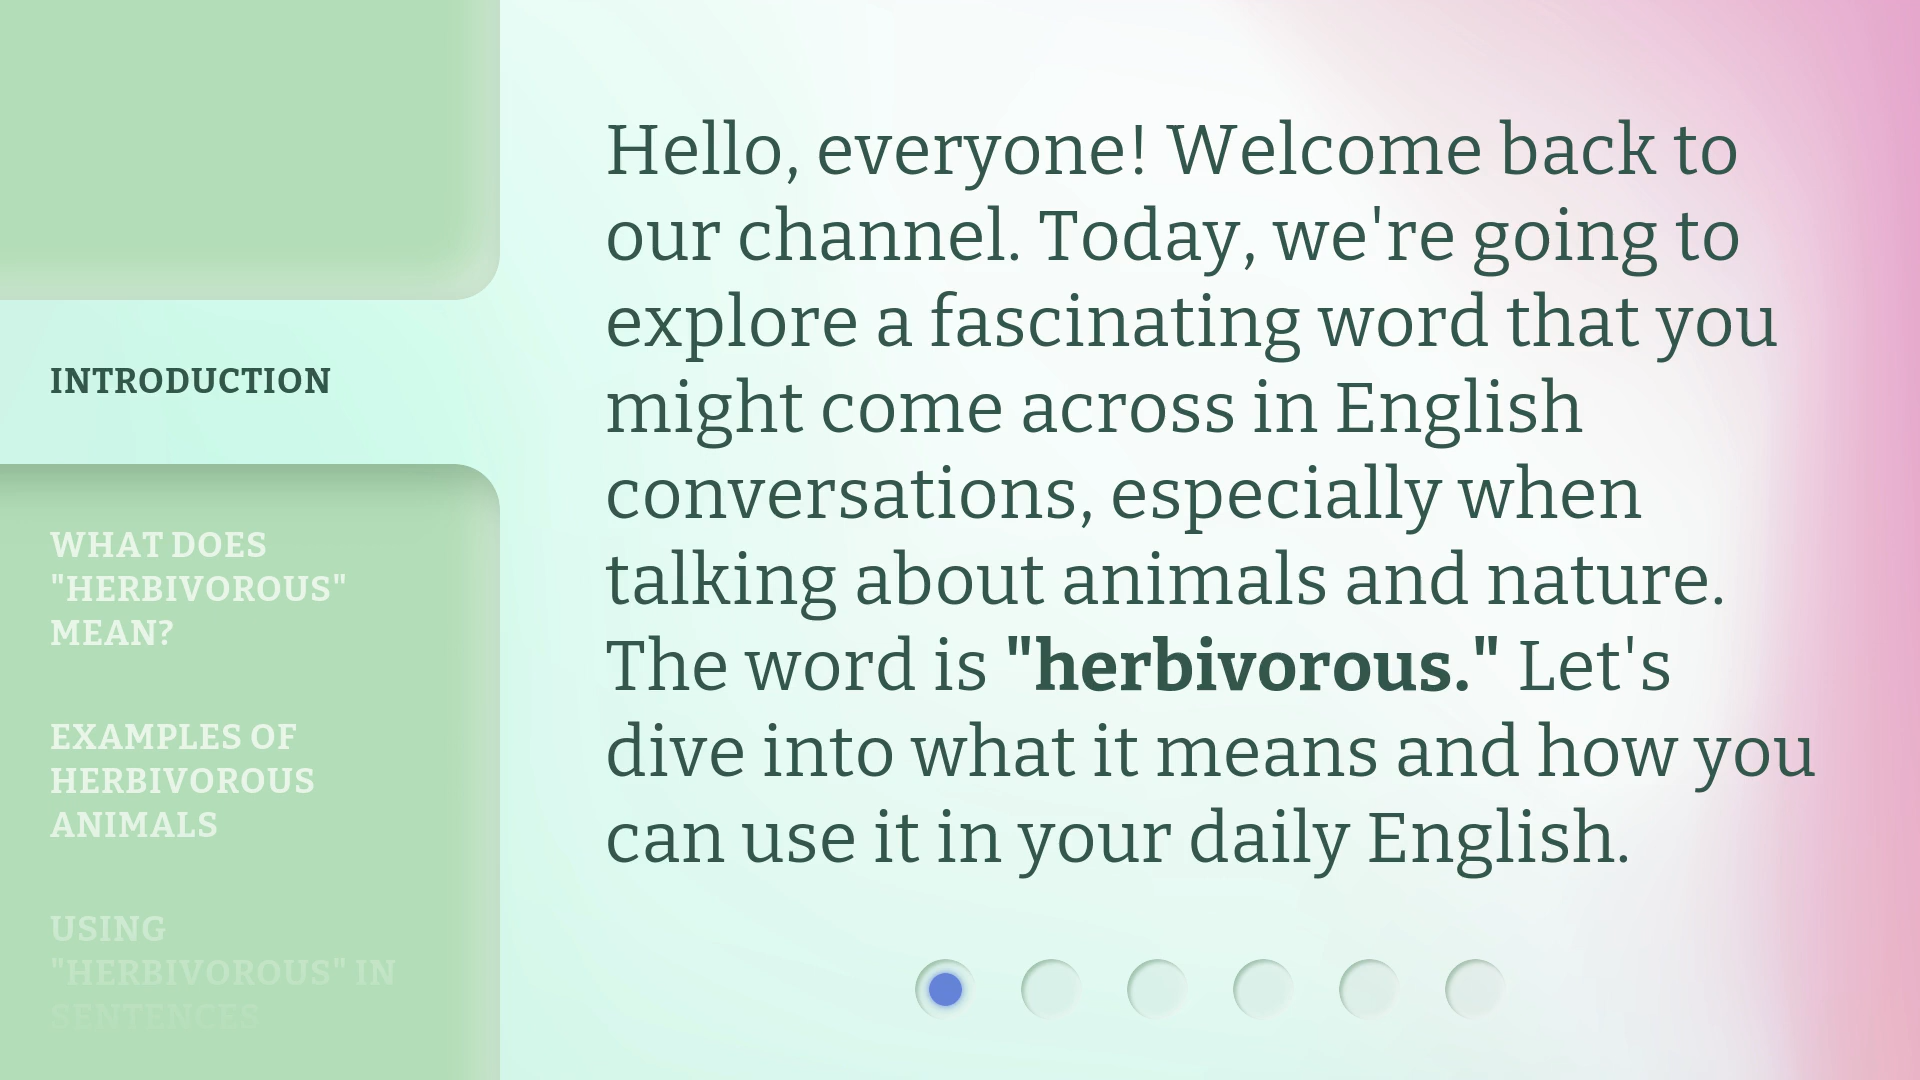 INTRODUCTION
WHAT DOES
"HERBIVOROUS"
MEAN?
EXAMPLES OF
HERBIVOROUS
ANIMALS
USING
"HERBIVOROUS" IN
SENTENCES
Hello, everyone! Welcome back to
our channel. Today, we're going to
explore a fascinating word that you
might come across in English
conversations, especially when
talking about animals and nature.
The word is "herbivorous." Let's
dive into what it means and how you
can use it in your daily English.